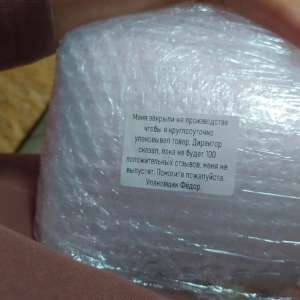 Меня закрыли на производстве
чтобы я круглосуточно
упаковывал товар. Директор
сказал, пока не будет 100
положительных отзывов, меня не
выпустят. Помогите пожалуйста.
Упаковщик Федор.